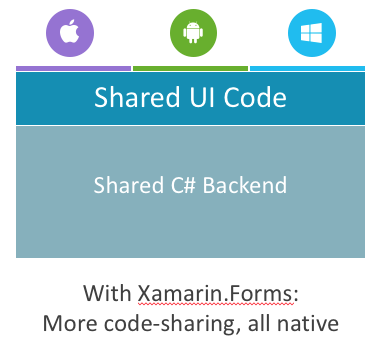 Shared UI Code
Shared C# Backend
With Xamarin.Forms:
More code-sharing, all native